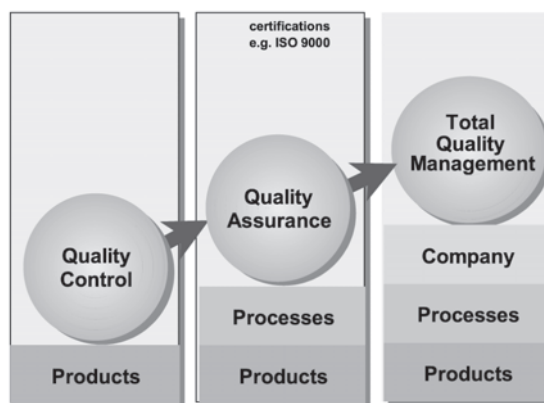 Quality
Control
Products
certifications
e.g. ISO 9000
Quality
Assurance
Processes
Products
Total
Quality
Management
Company
Processes
Products